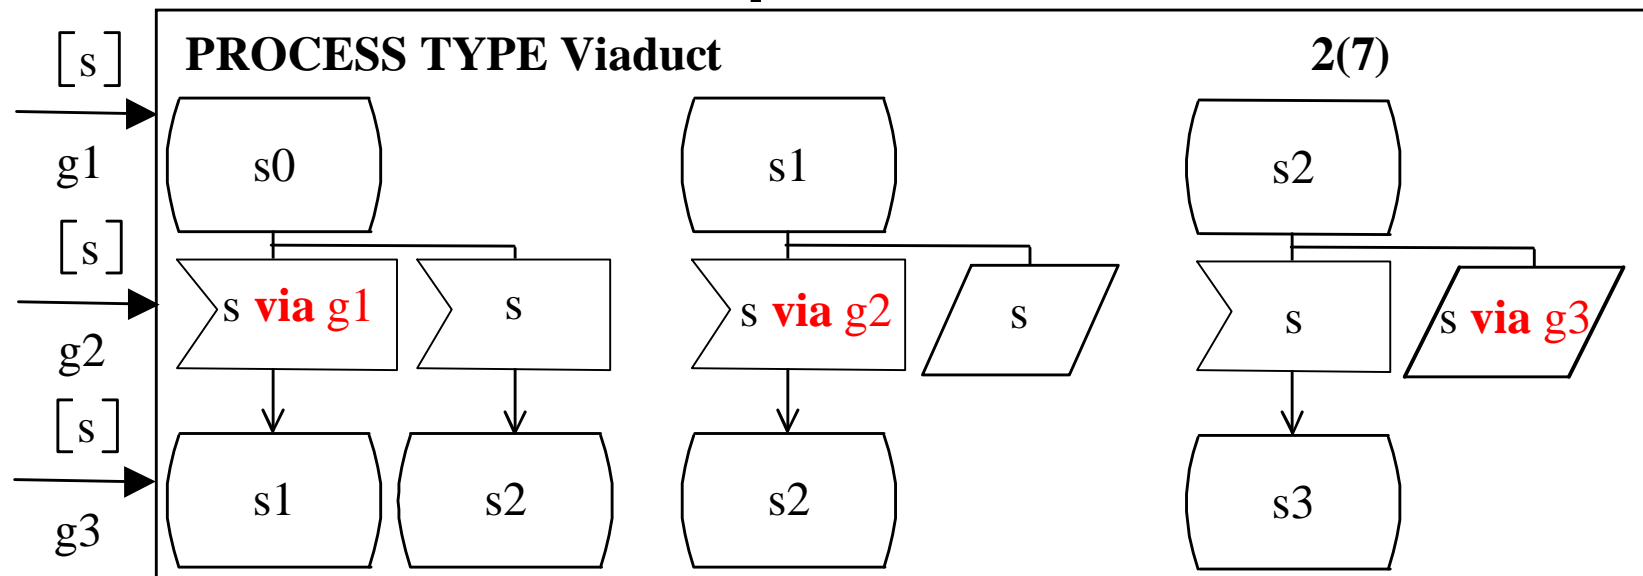 PROCESS TYPE Viaduct 2(7)
[s]
g1
s0 s1 s2
[s]
g2
s via g1 s s via g2 s s s via g3
[s]
g3
s1 s2 s2 s3